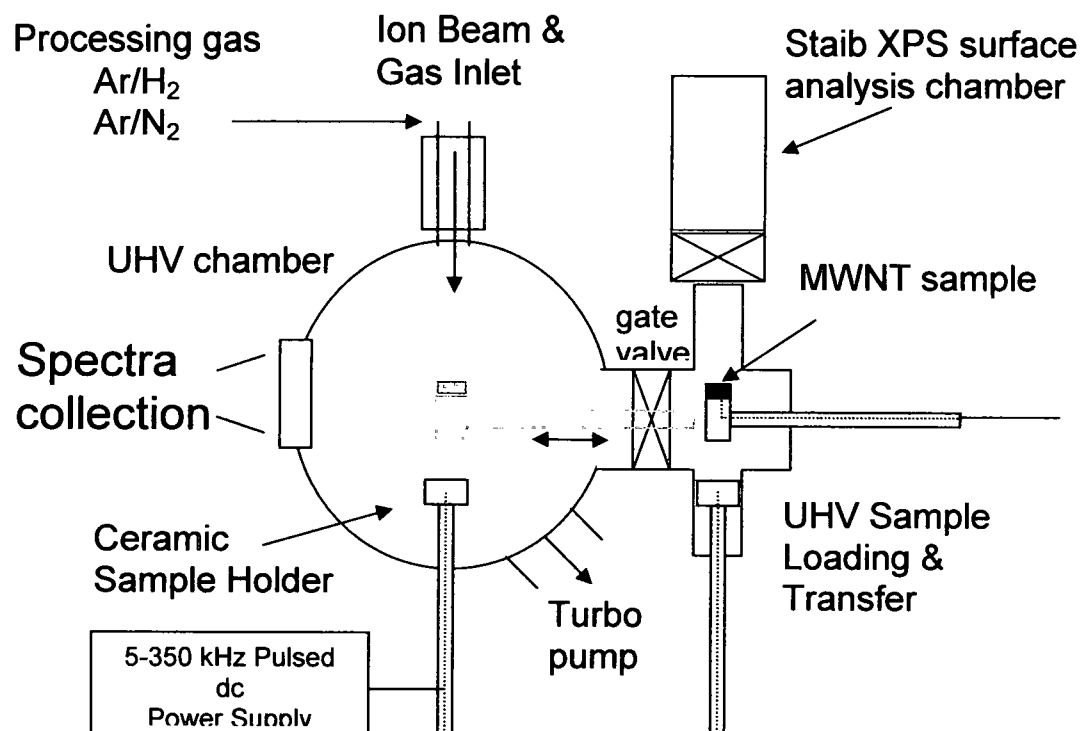 Processing gas
Ar/H₂
Ar/N₂
Ion Beam &
Gas Inlet
Staib XPS surface
analysis chamber
UHV chamber
MWNT sample
gate
valve
Spectra
collection
Ceramic
Sample Holder
UHV Sample
Loading &
Transfer
Turbo
pump
5-350 kHz Pulsed
dc
Power Supply